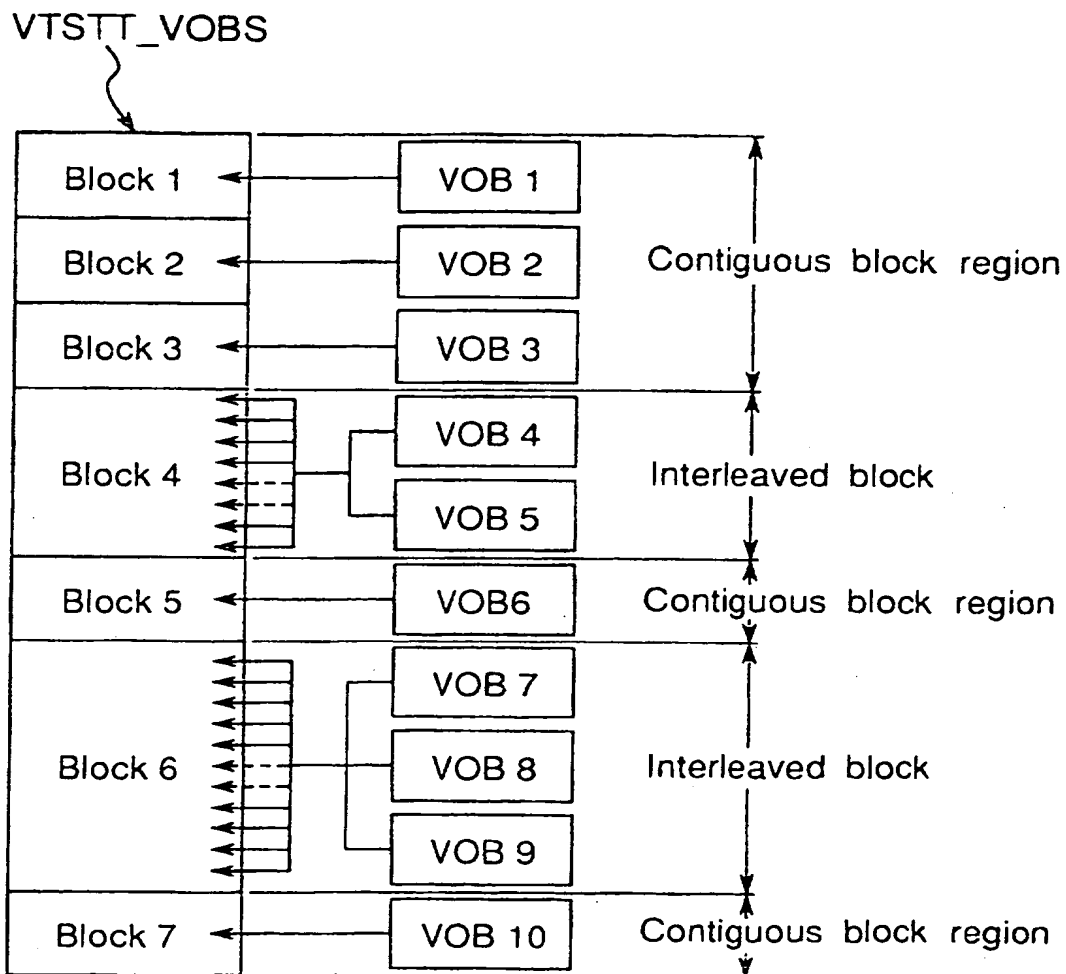 VTSTT_VOBS
Block 1
VOB 1
Block 2
VOB 2
Contiguous block region
Block 3
VOB 3
VOB 4
Block 4
Interleaved block
VOB 5
Block 5
VOB6
Contiguous block region
VOB 7
Block 6
VOB 8
Interleaved block
VOB 9
Block 7
VOB 10
Contiguous block region